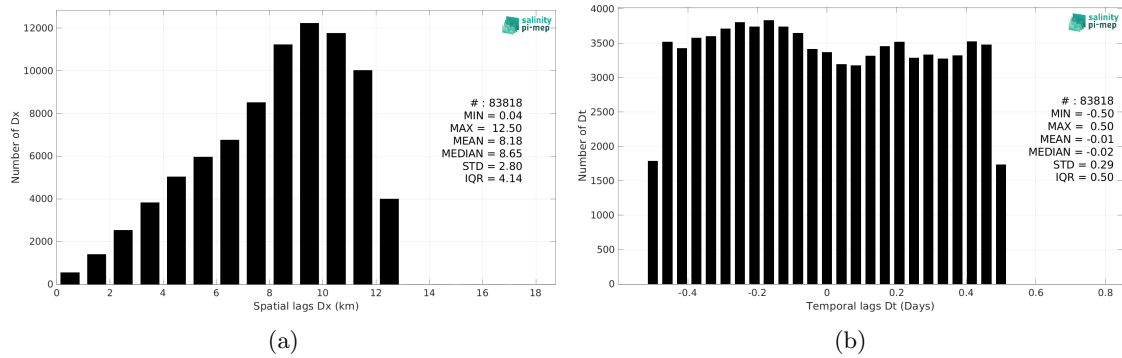 salinity
pi-mep
# : 83818
MIN = 0.04
MAX = 12.50
MEAN = 8.18
MEDIAN = 8.65
STD = 2.80
IQR = 4.14
Number of Dx
12000
10000
8000
6000
4000
2000
0
0 2 4 6 8 10 12 14 16 18
Spatial lags Dx (km)
(a)
salinity
pi-mep
# : 83818
MIN = -0.50
MAX = 0.50
MEAN = -0.01
MEDIAN = -0.02
STD = 0.29
IQR = 0.50
Number of Dt
4000
3500
3000
2500
2000
1500
1000
500
0
-0.4 -0.2 0 0.2 0.4 0.6 0.8
Temporal lags Dt (Days)
(b)